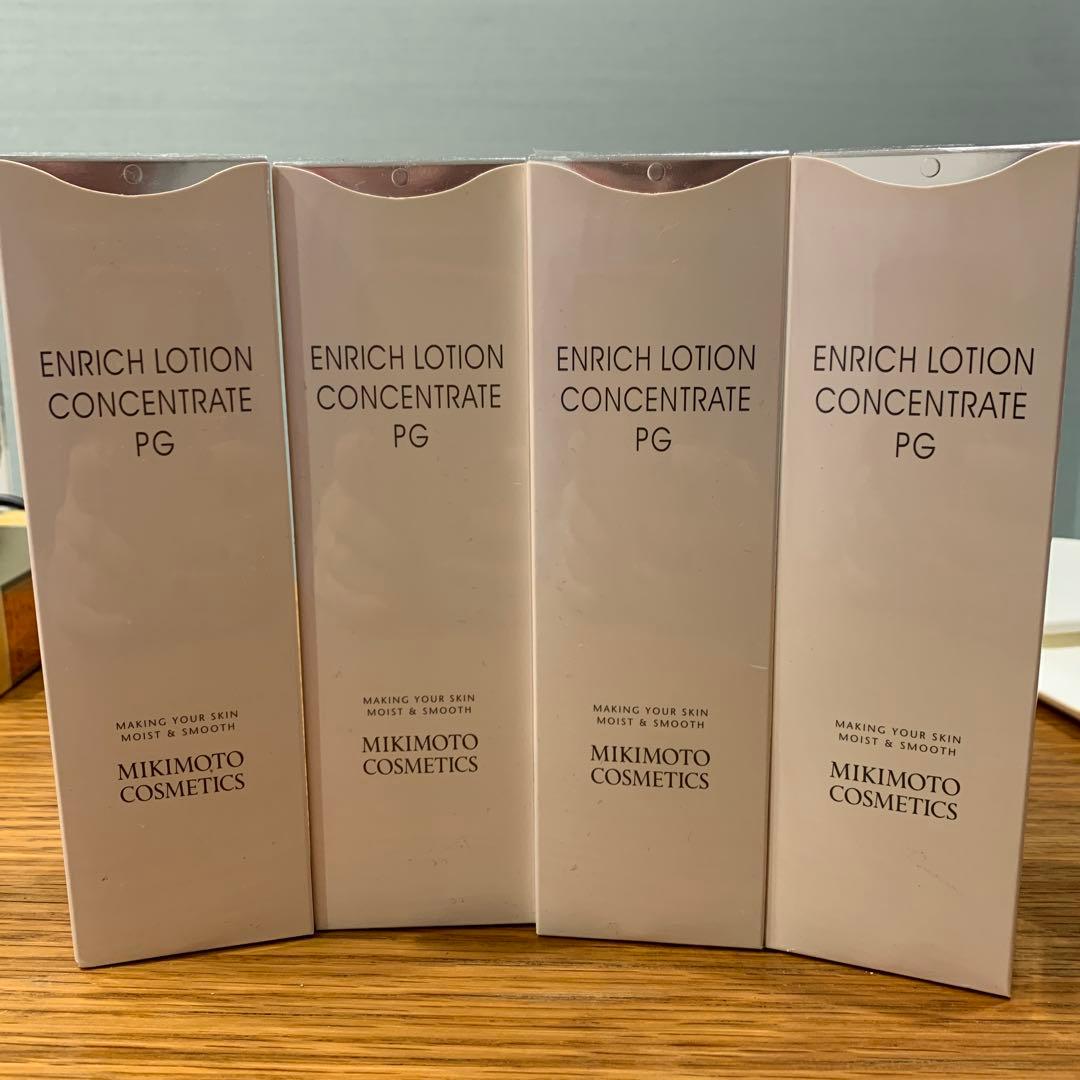 ENRICH LOTION
CONCENTRATE
PG
MAKING YOUR SKIN
MOIST & SMOOTH
MIKIMOTO
COSMETICS
ENRICH LOTION
CONCENTRATE
PG
MAKING YOUR SKIN
MOIST & SMOOTH
MIKIMOTO
COSMETICS
ENRICH LOTION
CONCENTRATE
PG
MAKING YOUR SKIN
MOIST & SMOOTH
MIKIMOTO
COSMETICS
ENRICH LOTION
CONCENTRATE
PG
MAKING YOUR SKIN
MOIST & SMOOTH
MIKIMOTO
COSMETICS